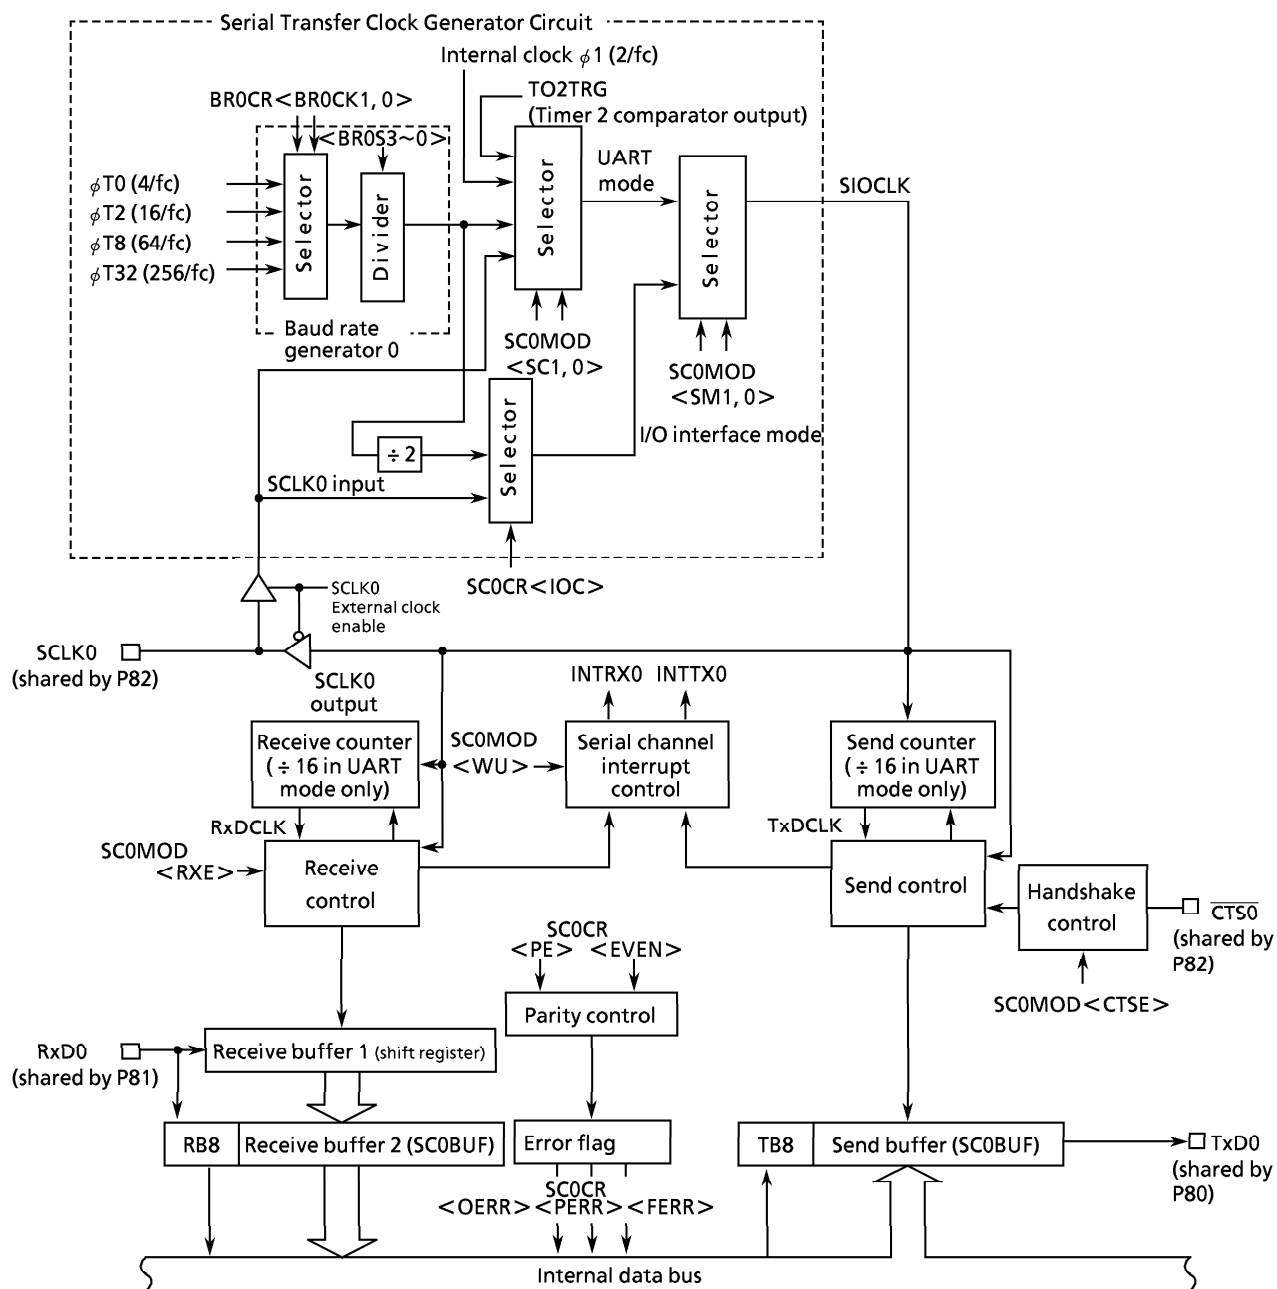 Serial Transfer Clock Generator Circuit
Internal clock φ1 (2/fc)
TO2TRG
(Timer 2 comparator output)
BR0CR<BR0CK1, 0>
<BR0S3~0>
φT0 (4/fc)
φT2 (16/fc)
φT8 (64/fc)
φT32 (256/fc)
Selector
Divider
Baud rate
generator 0
Selector
UART
mode
Selector
SIOCLK
SC0MOD
<SC1, 0>
SC0MOD
<SM1, 0>
I/O interface mode
÷2
Selector
SCLK0 input
SC0CR<IOC>
SCLK0
External clock
enable
SCLK0
(shared by P82)
SCLK0
output
INTRX0 INTTX0
Receive counter
(÷16 in UART
mode only)
SC0MOD
<WU>
Serial channel
interrupt
control
Send counter
(÷16 in UART
mode only)
RxDCLK
TxDCLK
SC0MOD
<RXE>
Receive
control
Send control
Handshake
control
CTS0
(shared by
P82)
SC0MOD<CTSE>
SC0CR
<PE> <EVEN>
Parity control
RxD0
(shared by P81)
Receive buffer 1 (shift register)
RB8 Receive buffer 2 (SC0BUF)
Error flag
TB8 Send buffer (SC0BUF)
TxD0
(shared by
P80)
SC0CR
<OERR><PERR><FERR>
Internal data bus